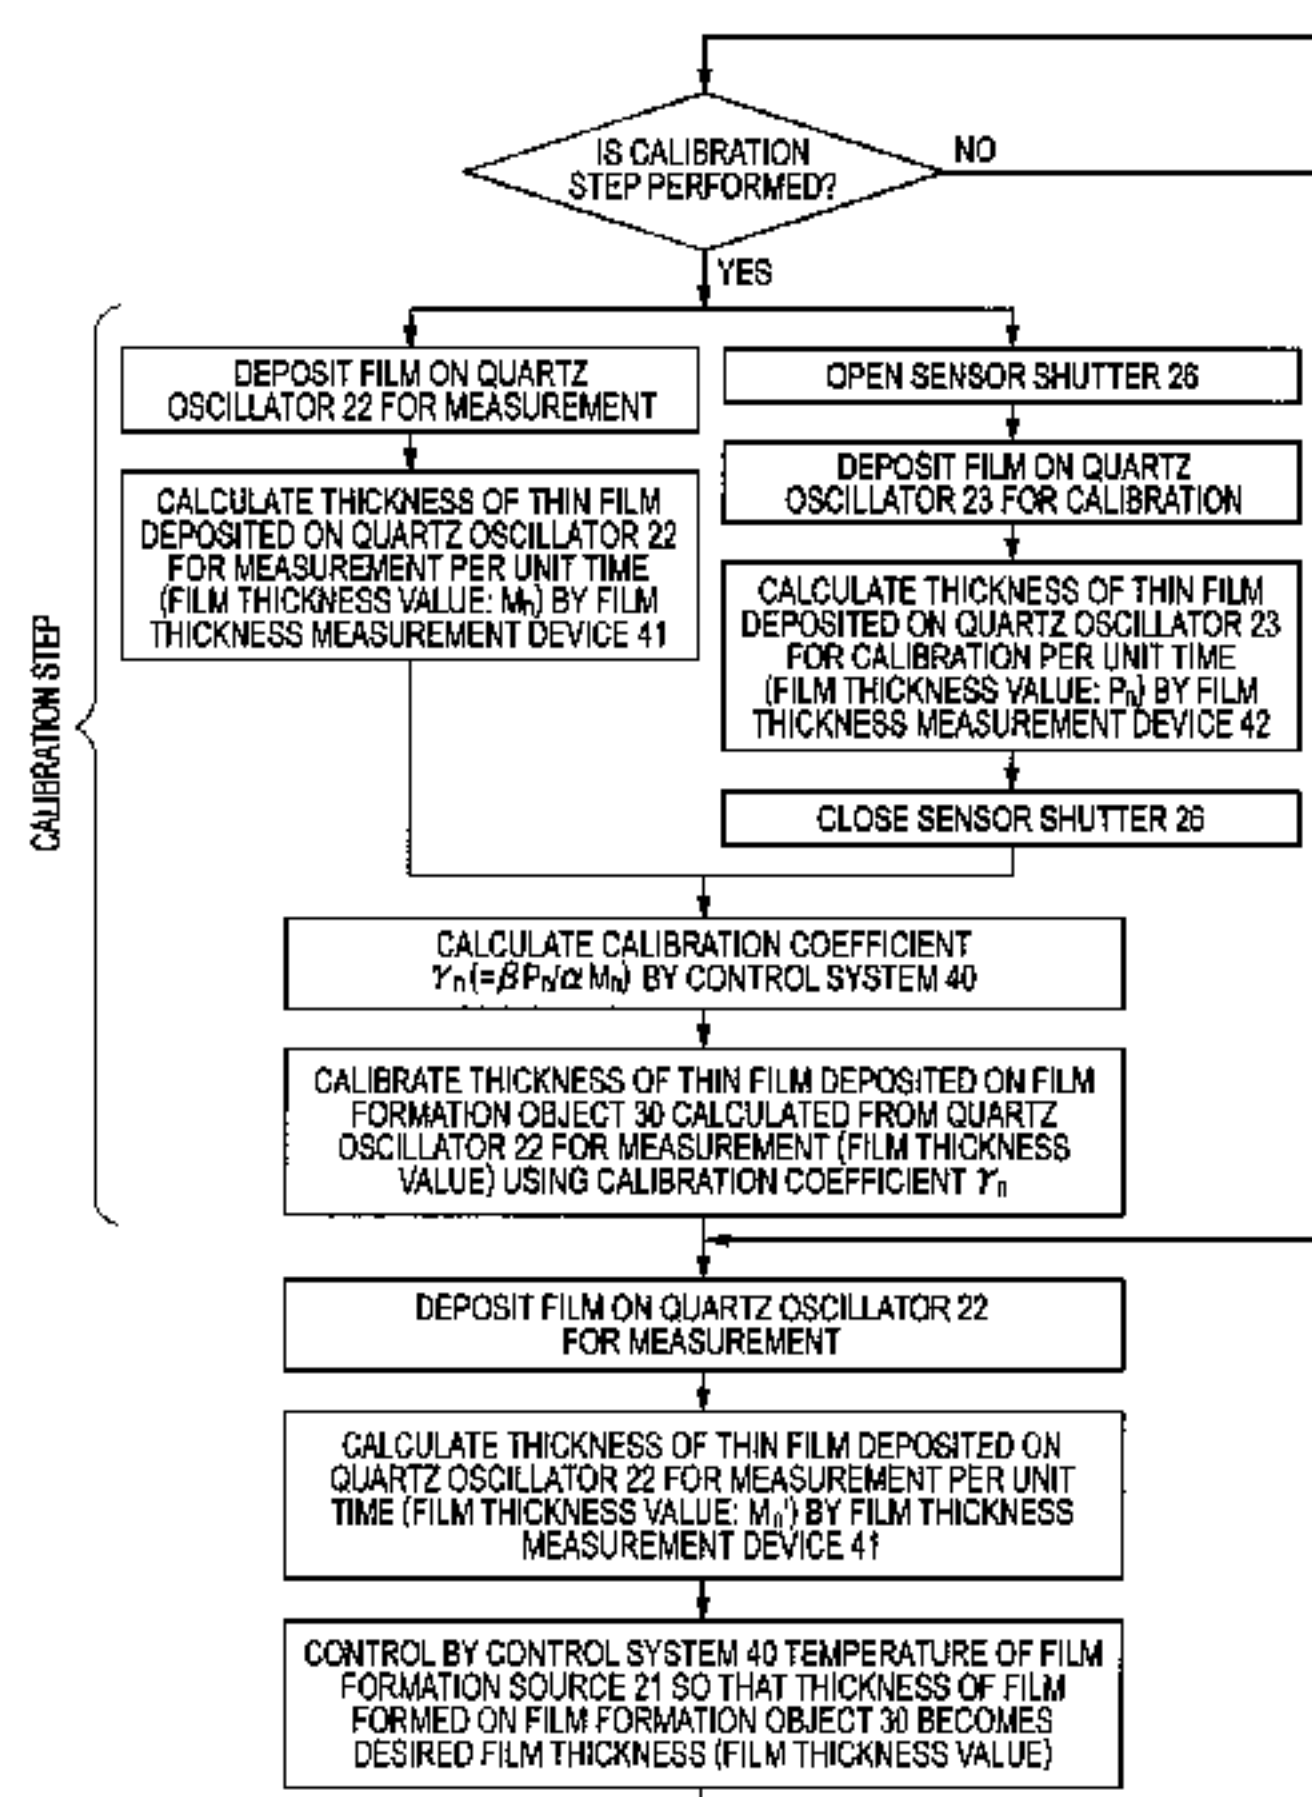 IS CALIBRATION
STEP PERFORMED?
NO
YES
CALIBRATION STEP
DEPOSIT FILM ON QUARTZ
OSCILLATOR 22 FOR MEASUREMENT
CALCULATE THICKNESS OF THIN FILM
DEPOSITED ON QUARTZ OSCILLATOR 22
FOR MEASUREMENT PER UNIT TIME
(FILM THICKNESS VALUE: Mn) BY FILM
THICKNESS MEASUREMENT DEVICE 41
OPEN SENSOR SHUTTER 26
DEPOSIT FILM ON QUARTZ
OSCILLATOR 23 FOR CALIBRATION
CALCULATE THICKNESS OF THIN FILM
DEPOSITED ON QUARTZ OSCILLATOR 23
FOR CALIBRATION PER UNIT TIME
(FILM THICKNESS VALUE: Pn) BY FILM
THICKNESS MEASUREMENT DEVICE 42
CLOSE SENSOR SHUTTER 26
CALCULATE CALIBRATION COEFFICIENT
γn (=βPn/αMn) BY CONTROL SYSTEM 40
CALIBRATE THICKNESS OF THIN FILM DEPOSITED ON FILM
FORMATION OBJECT 30 CALCULATED FROM QUARTZ
OSCILLATOR 22 FOR MEASUREMENT (FILM THICKNESS
VALUE) USING CALIBRATION COEFFICIENT γn
DEPOSIT FILM ON QUARTZ OSCILLATOR 22
FOR MEASUREMENT
CALCULATE THICKNESS OF THIN FILM DEPOSITED ON
QUARTZ OSCILLATOR 22 FOR MEASUREMENT PER UNIT
TIME (FILM THICKNESS VALUE: Mn') BY FILM THICKNESS
MEASUREMENT DEVICE 41
CONTROL BY CONTROL SYSTEM 40 TEMPERATURE OF FILM
FORMATION SOURCE 21 SO THAT THICKNESS OF FILM
FORMED ON FILM FORMATION OBJECT 30 BECOMES
DESIRED FILM THICKNESS (FILM THICKNESS VALUE)